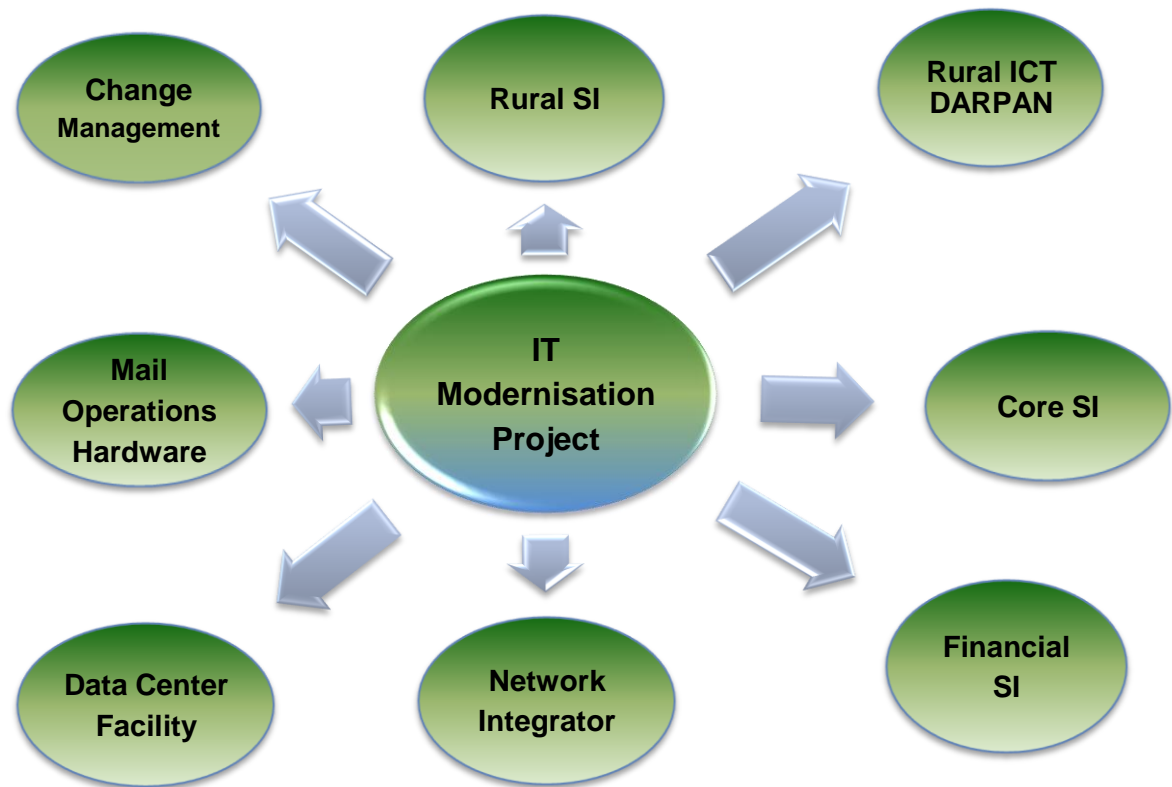 Change
Management
Rural SI
Rural ICT
DARPAN
Mail
Operations
Hardware
IT
Modernisation
Project
Core SI
Data Center
Facility
Network
Integrator
Financial
SI